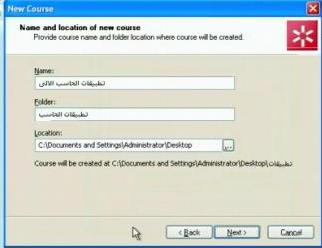 New Course
Name and location of new course
Provide course name and folder location where course will be created.
Name:
تطبيقات الحاسب الالى
Folder:
تطبيقات الحاسب
Location:
C:\Documents and Settings\Administrator\Desktop
...
Course will be created at C:\Documents and Settings\Administrator\Desktop\تطبيقات
< Back
Next >
Cancel